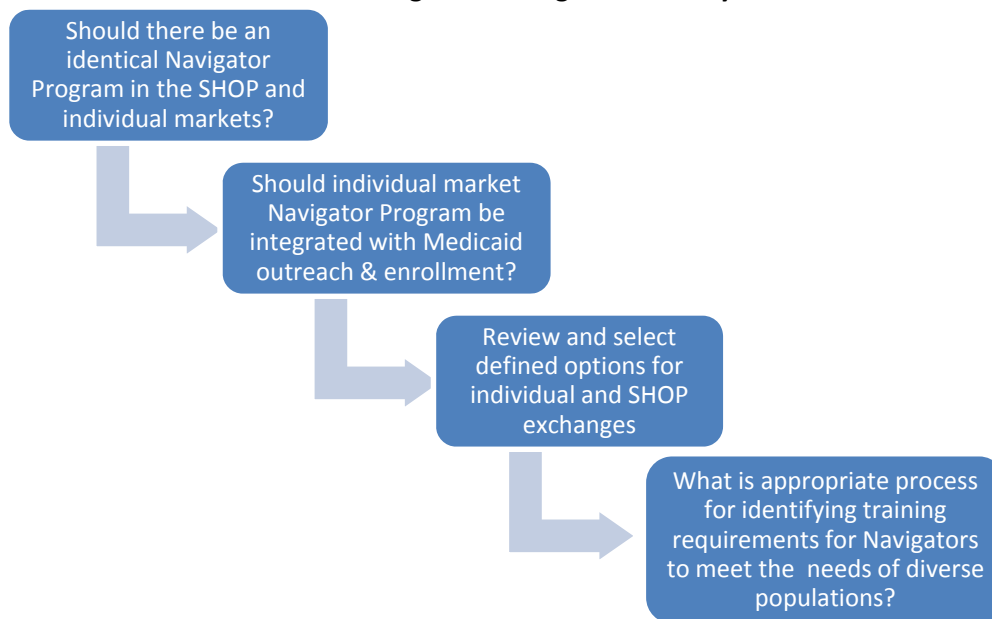 Should there be an
identical Navigator
Program in the SHOP and
individual markets?
Should individual market
Navigator Program be
integrated with Medicaid
outreach & enrollment?
Review and select
defined options for
individual and SHOP
exchanges
What is appropriate process
for identifying training
requirements for Navigators
to meet the needs of diverse
populations?